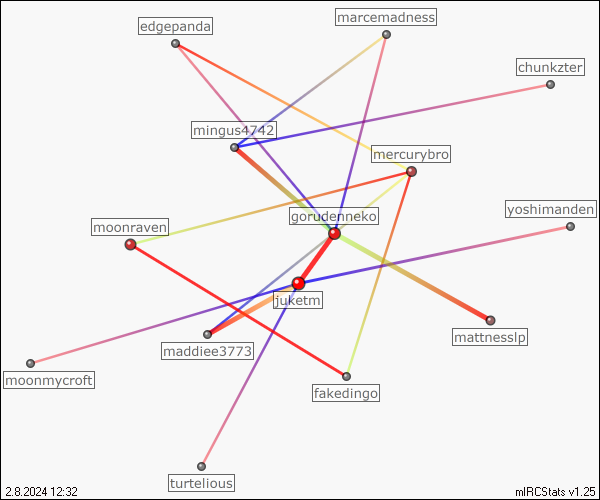 marcemadness
edgepanda
chunkzter
mingus4742
mercurybro
yoshimanden
gorudenneko
moonraven
juketm
mattnesslp
maddiee3773
moonmycroft
fakedingo
turtelious
2.8.2024 12:32
mIRCStats v1.25